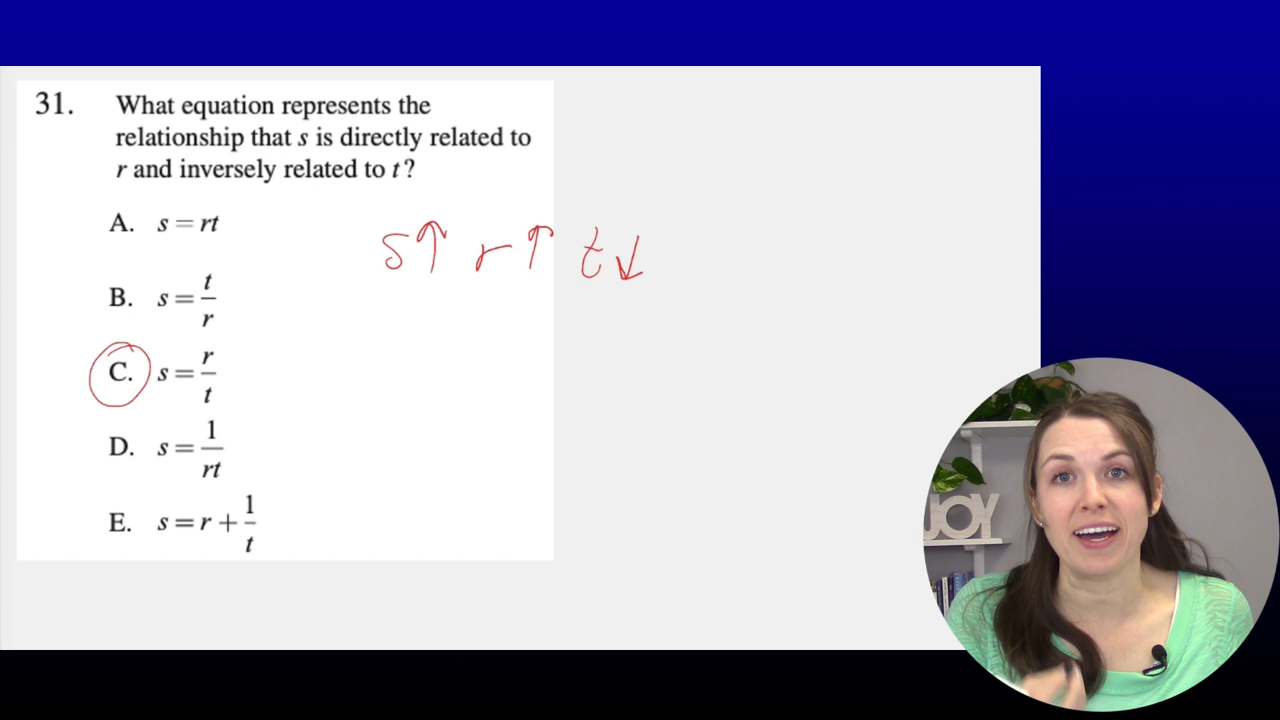 31. What equation represents the
relationship that s is directly related to
r and inversely related to t?
A. s = rt
B. s = t/r
C. s = r/t
D. s = 1/rt
E. s = r + 1/t
s↑ r↑ t↓
JOY